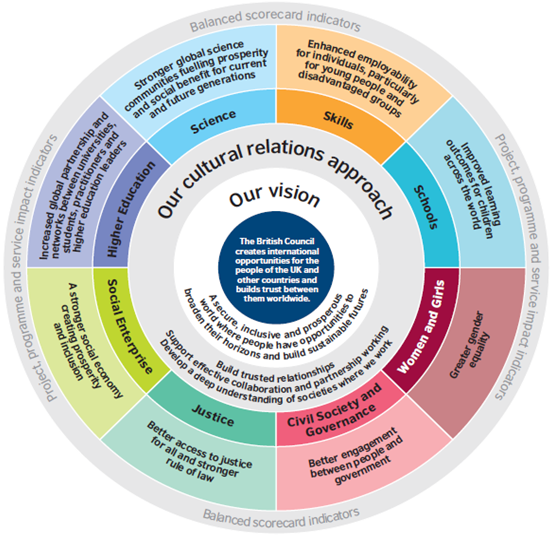 Balanced scorecard indicators
Project, programme and service impact indicators
Balanced scorecard indicators
Project, programme and service impact indicators
Stronger global science
communities fuelling prosperity
and social benefit for current
and future generations
Science
Enhanced employability
for individuals, particularly
for young people and
disadvantaged groups
Skills
Improved learning
outcomes for children
across the world
Schools
Greater gender
equality
Women and Girls
Better engagement
between people and
government
Civil Society and
Governance
Better access to justice
for all and stronger
rule of law
Justice
A stronger social economy
creating prosperity
and inclusion
Social Enterprise
Increased global partnership and
networks between universities,
students, practitioners and
higher education leaders
Higher Education
Our cultural relations approach
Build trusted relationships
Support effective collaboration and partnership working
Develop a deep understanding of societies where we work
Our vision
A secure, inclusive and prosperous
world where people have opportunities to
broaden their horizons and build sustainable futures
The British Council
creates international
opportunities for the
people of the UK and
other countries and
builds trust between
them worldwide.